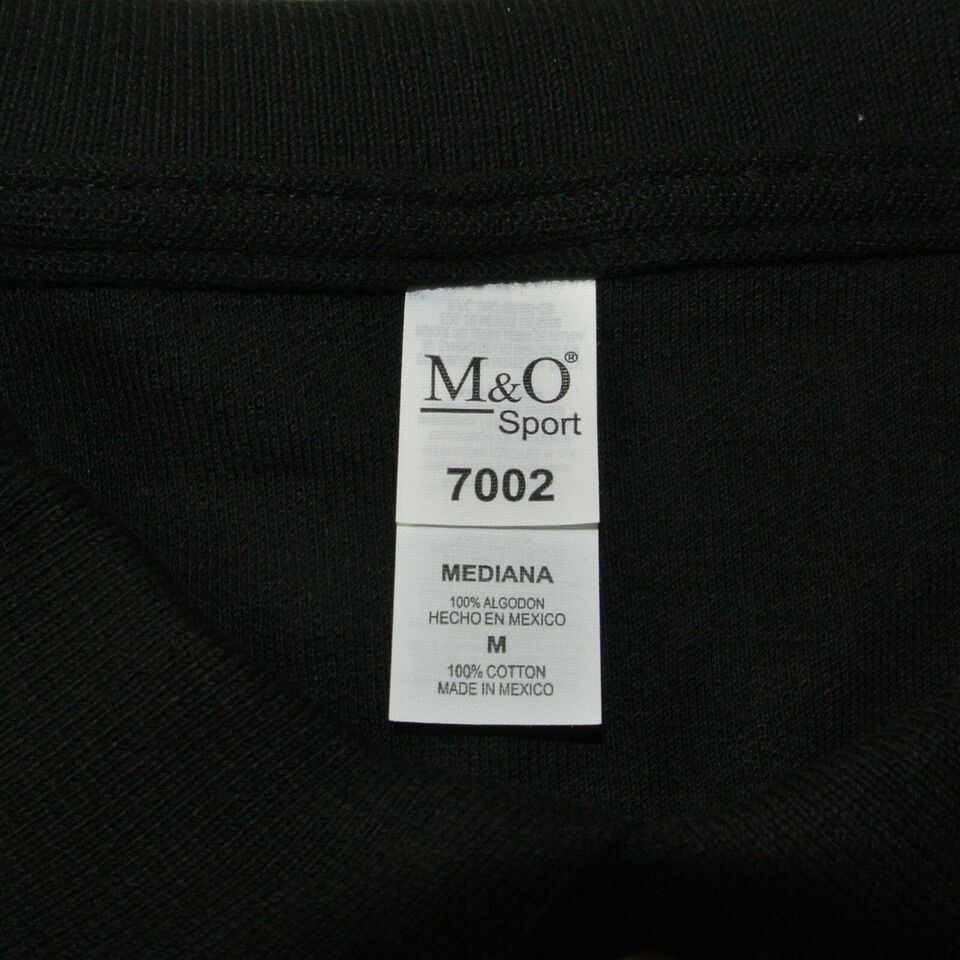 M&O®
Sport
7002
MEDIANA
100% ALGODON
HECHO EN MEXICO
M
100% COTTON
MADE IN MEXICO